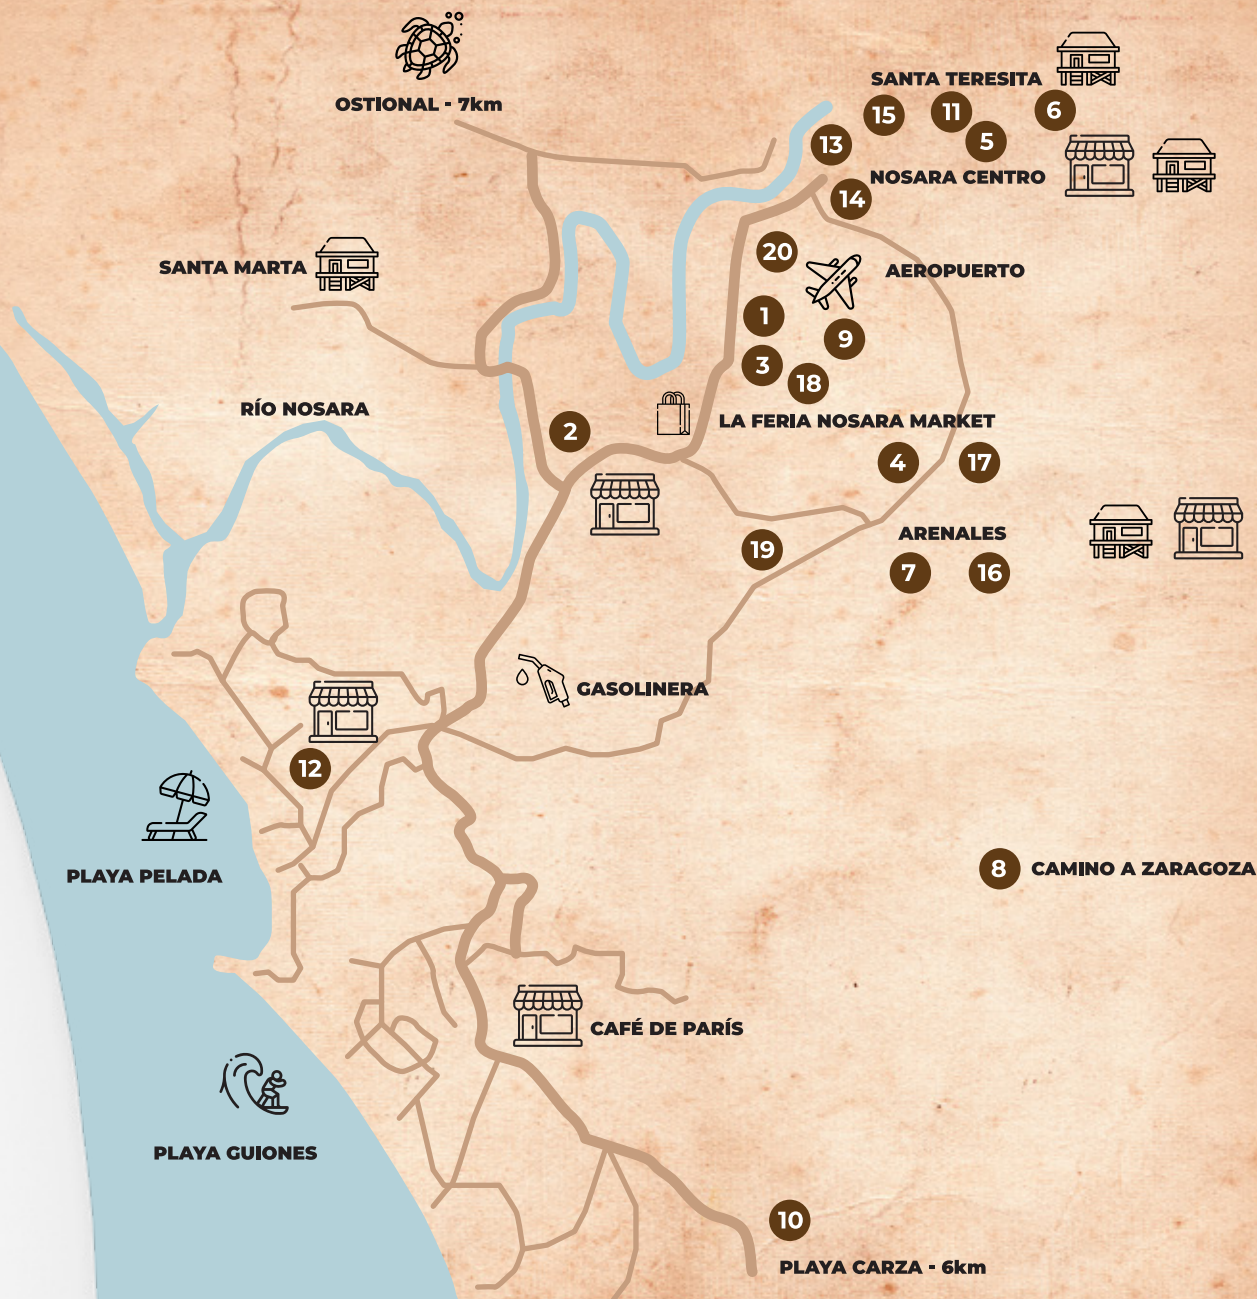 OSTIONAL - 7km
SANTA TERESITA
15
11
6
13
5
NOSARA CENTRO
14
20
AEROPUERTO
SANTA MARTA
1
9
3
18
RÍO NOSARA
2
LA FERIA NOSARA MARKET
4
17
ARENALES
19
7
16
GASOLINERA
12
PLAYA PELADA
8
CAMINO A ZARAGOZA
CAFÉ DE PARÍS
PLAYA GUIONES
10
PLAYA CARZA - 6km